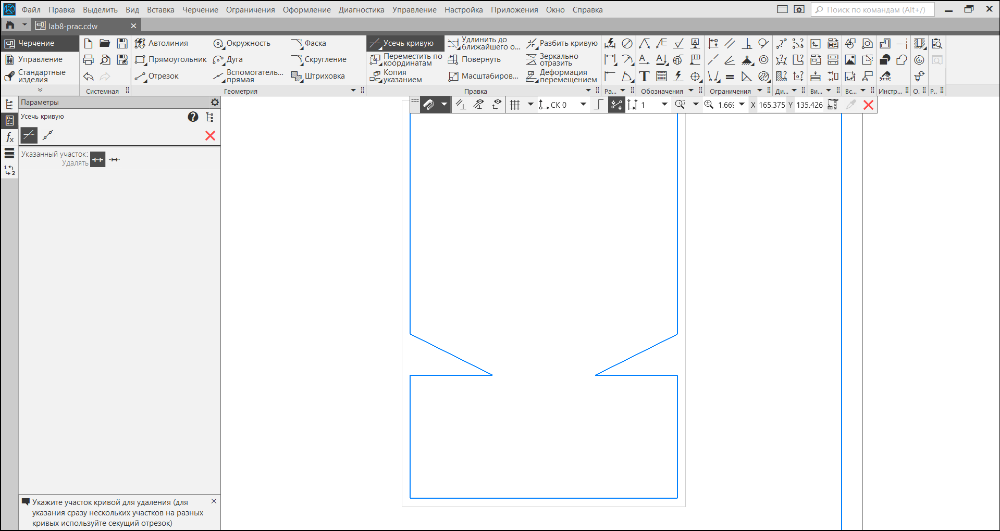 Файл Правка Выделить Вид Вставка Черчение Ограничения Оформление Диагностика Управление Настройка Приложения Окно Справка Поиск по командам (Alt+/)
lab8-prac.cdw
Черчение Автолиния Окружность Фаска Усечь кривую Удлинить до ближайшего о... Разбить кривую
Управление Прямоугольник Дуга Скругление Переместить по координатам Повернуть Зеркально отразить
Стандартные изделия Отрезок Вспомогатель... прямая Штриховка Копия указанием Масштабиров... Деформация перемещением
Системная Геометрия Правка Ра... Обозначения Ограничения Ди... Ви... Вс... Инстр... О. Р..
Параметры
СК 0 1 1.66 X 165.375 Y 135.426
Усечь кривую
Указанный участок:
Удалять
Укажите участок кривой для удаления (для
указания сразу нескольких участков на разных
кривых используйте секущий отрезок)